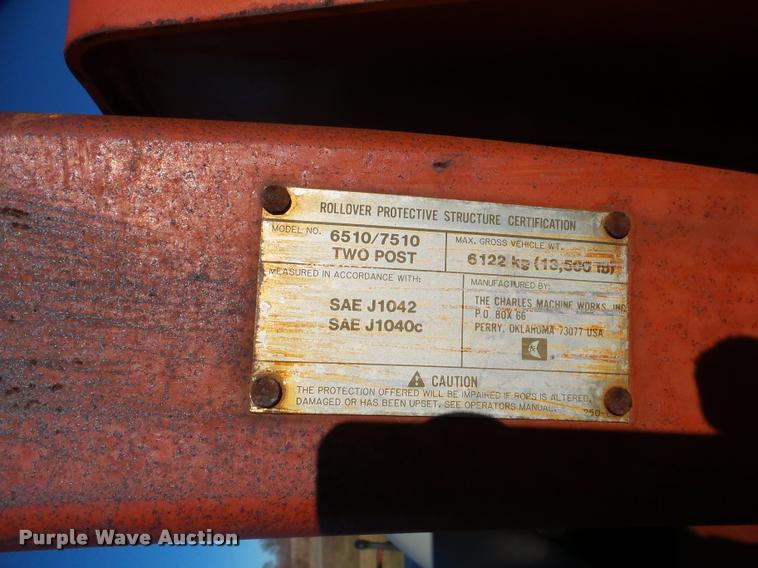 ROLLOVER PROTECTIVE STRUCTURE CERTIFICATION
MODEL NO. 6510/7510
TWO POST
MAX. GROSS VEHICLE WT.
6122 kg (13,500 lb)
MEASURED IN ACCORDANCE WITH:
SAE J1042
SAE J1040c
MANUFACTURED BY:
THE CHARLES MACHINE WORKS, INC.
P.O. BOX 66
PERRY, OKLAHOMA 73077 USA
CAUTION
THE PROTECTION OFFERED WILL BE IMPAIRED IF ROPS IS ALTERED,
DAMAGED OR HAS BEEN UPSET. SEE OPERATORS MANUAL.
Purple Wave Auction